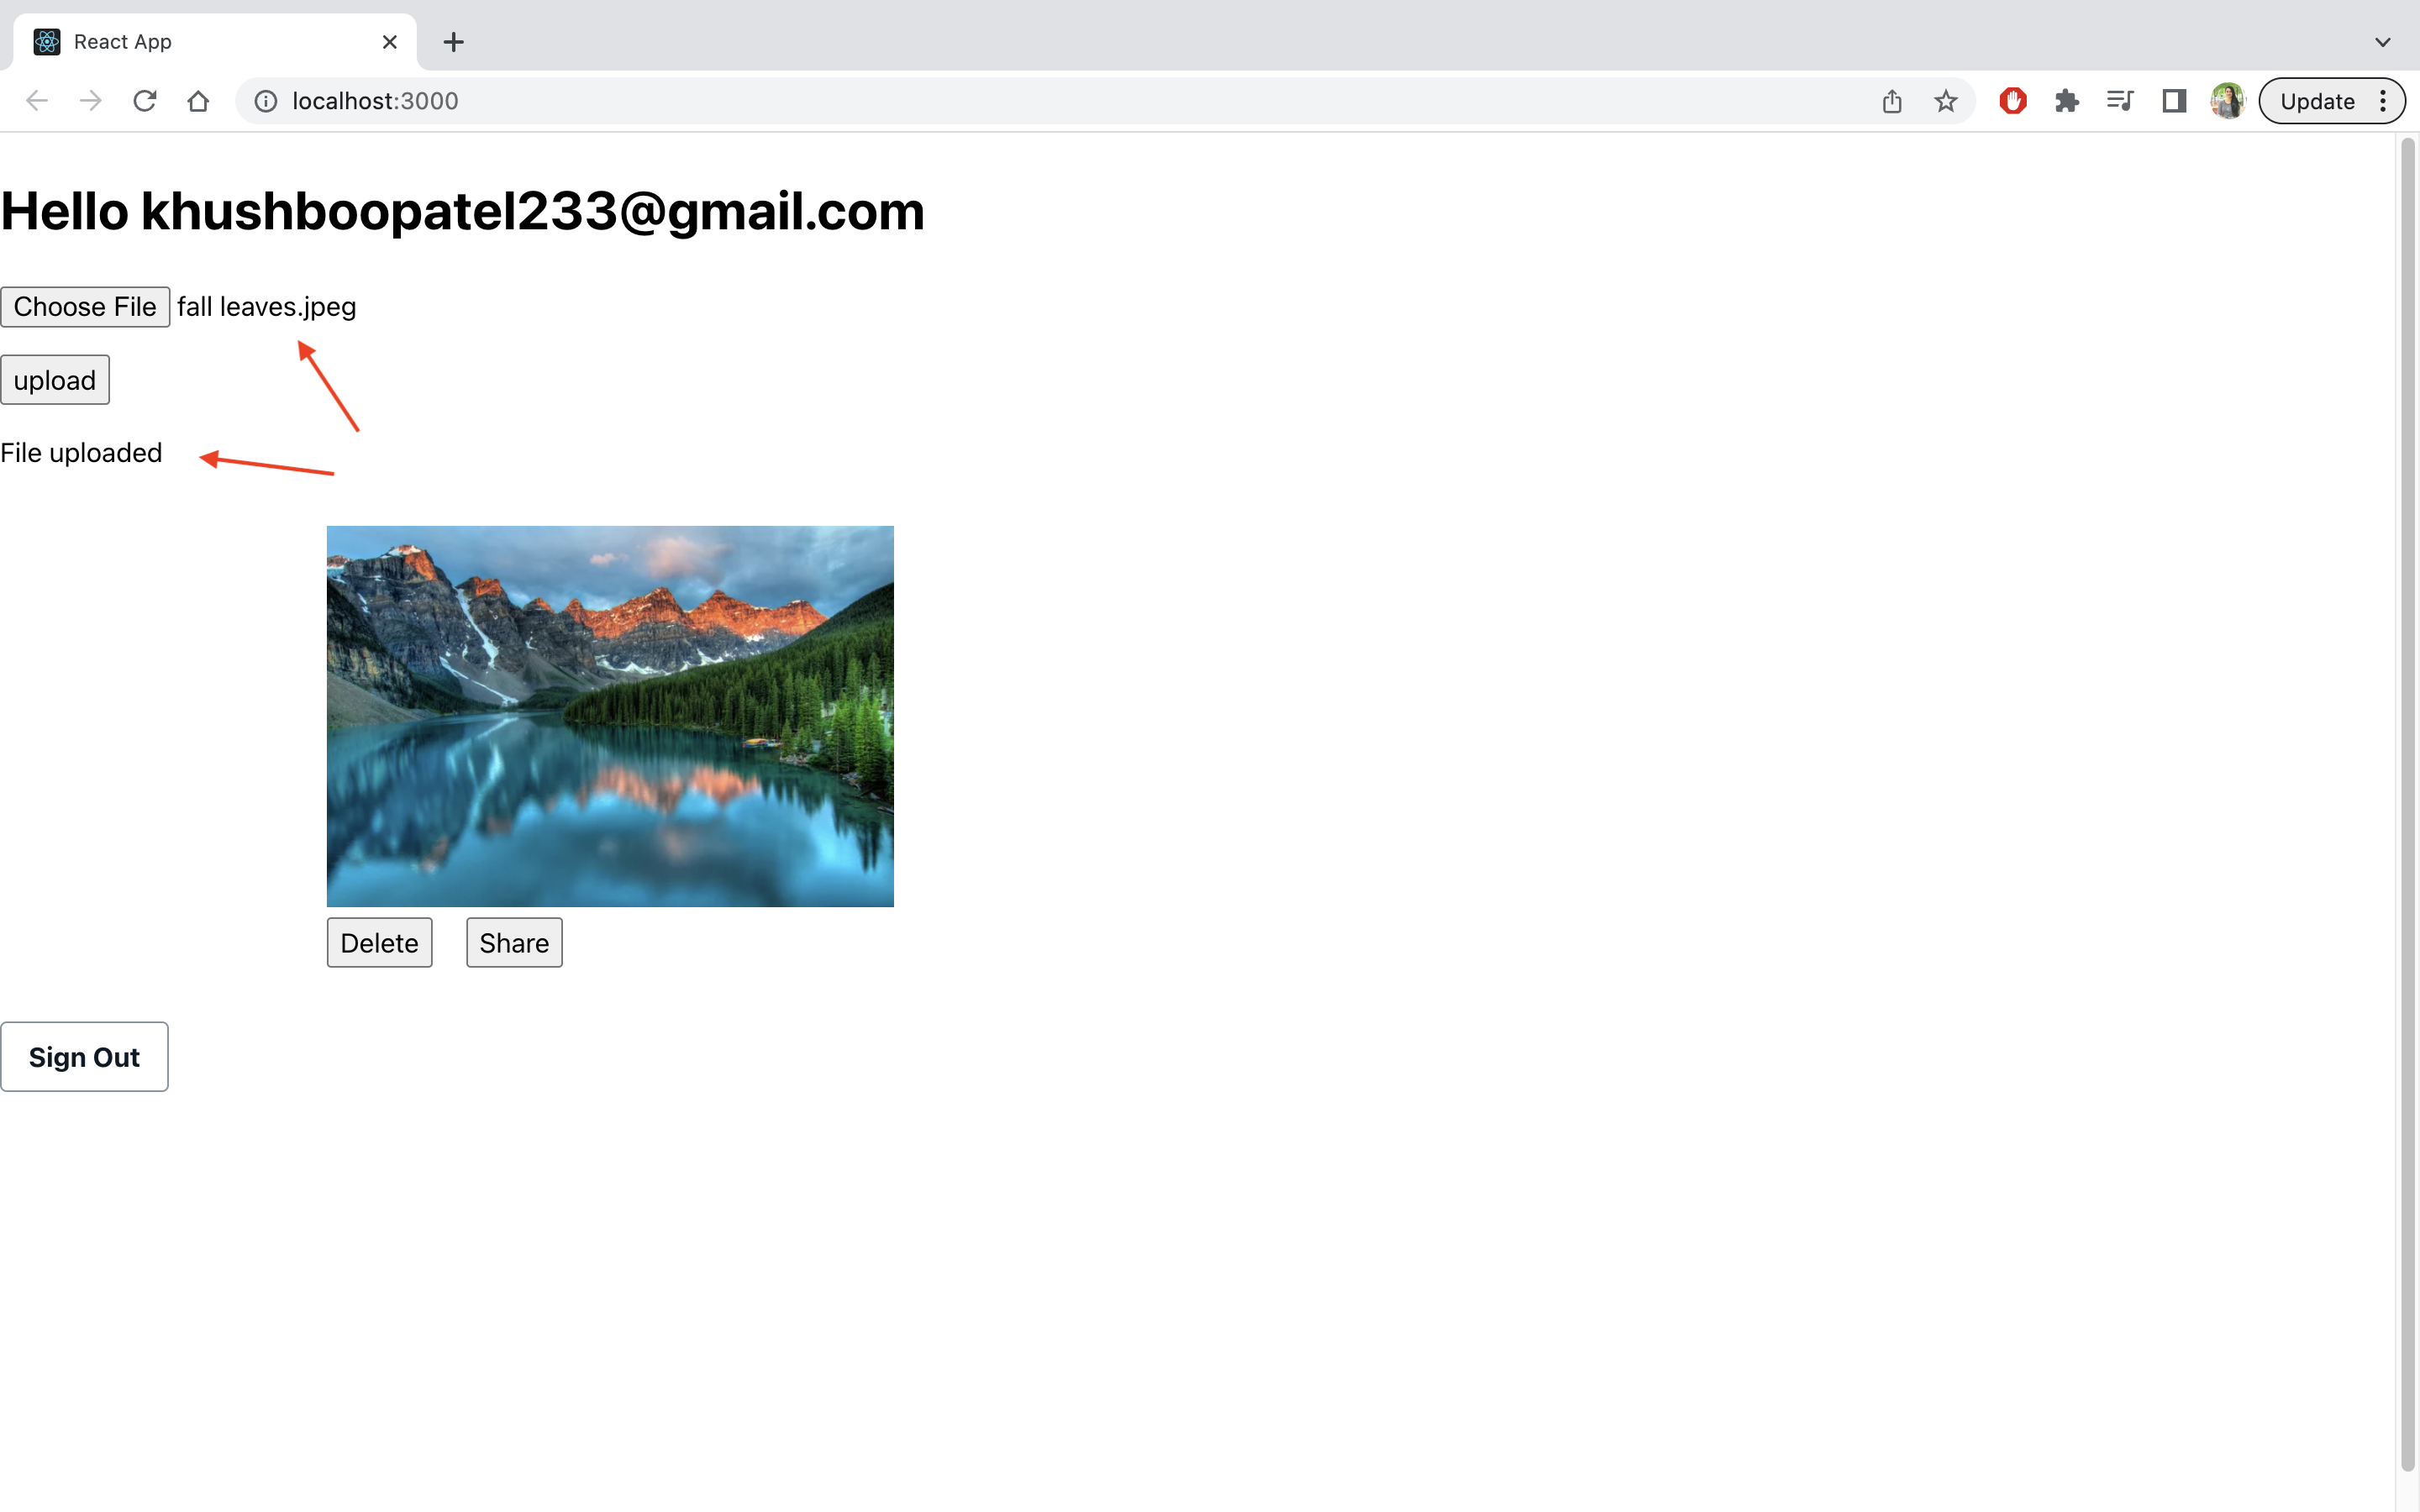 React App
localhost:3000
Update
Hello khushboopatel233@gmail.com
Choose File fall leaves.jpeg
upload
File uploaded
Delete Share
Sign Out